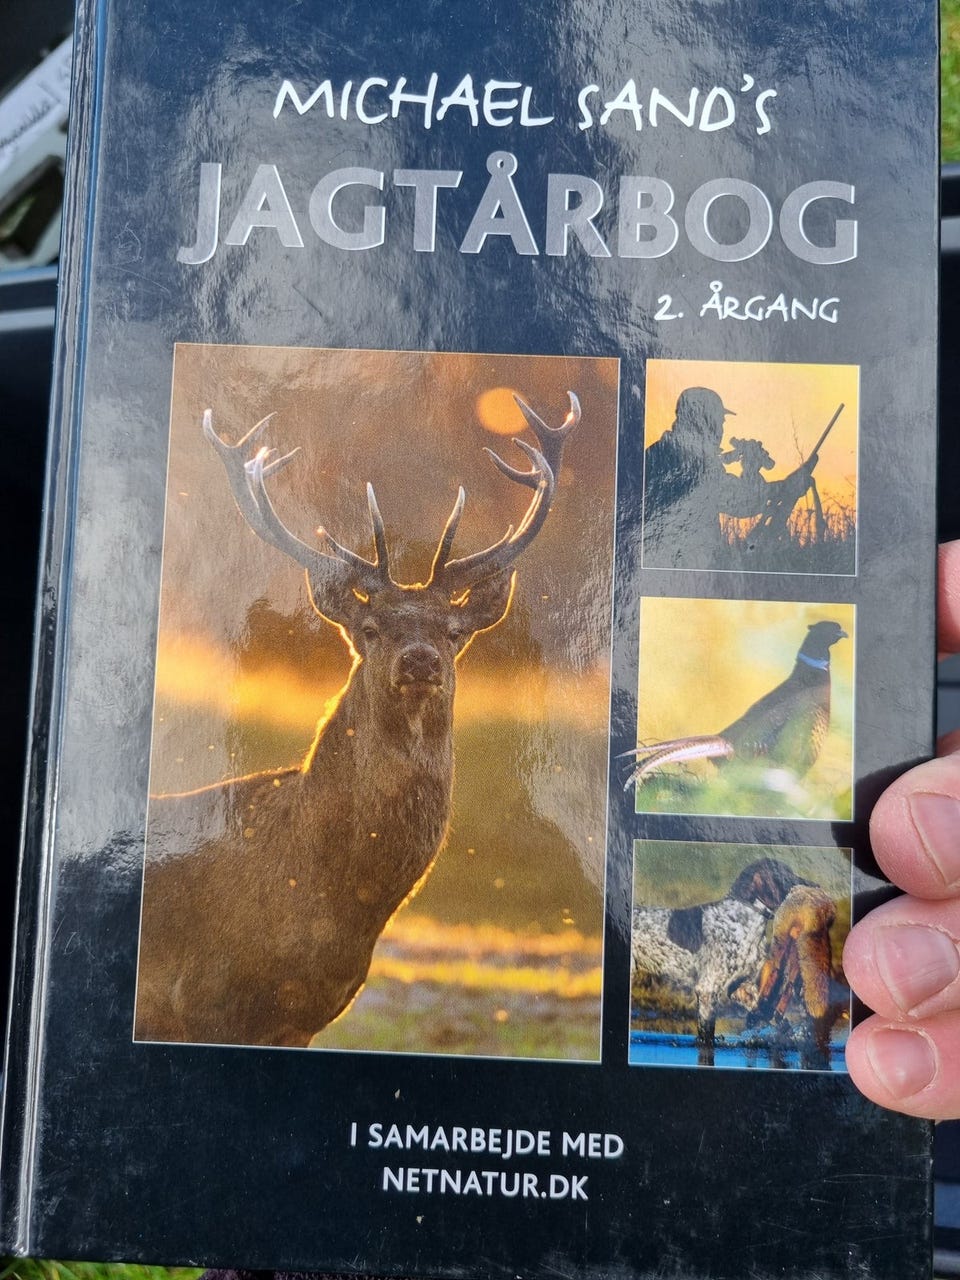 MICHAEL SAND'S
JAGTÅRBOG
2. ÅRGANG
I SAMARBEJDE MED
NETNATUR.DK